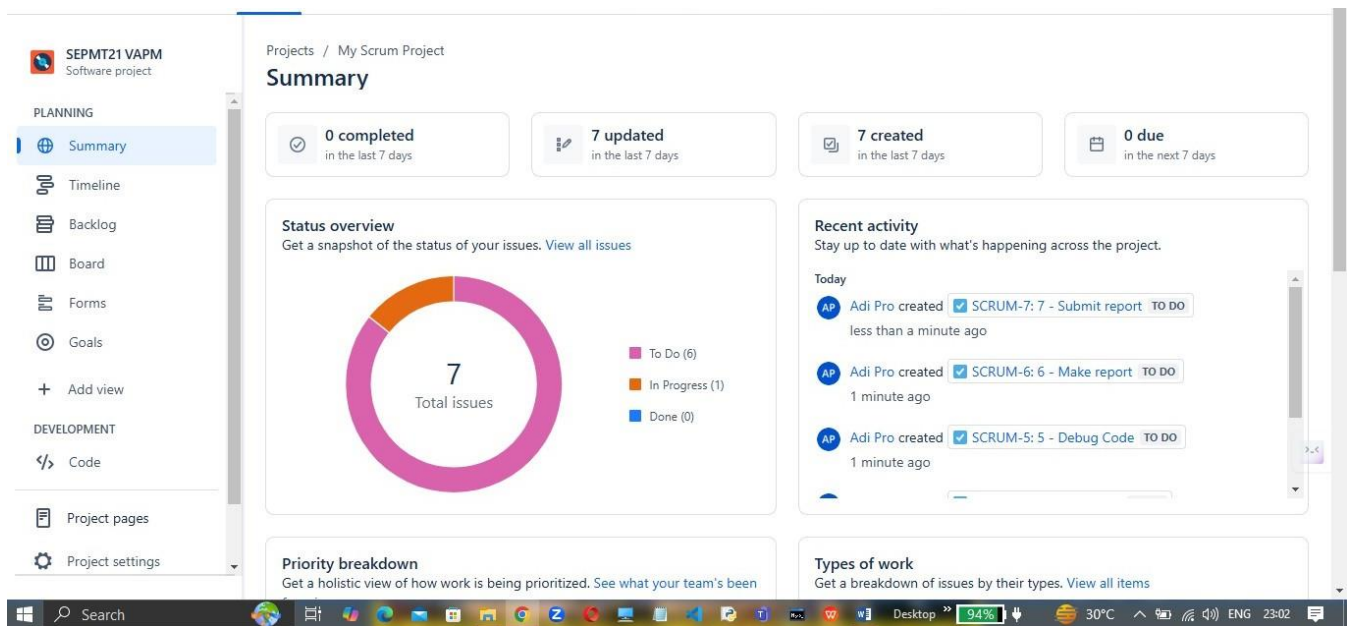 SEPMT21 VAPM
Software project
PLANNING
Summary
Timeline
Backlog
Board
Forms
Goals
Add view
DEVELOPMENT
Code
Project pages
Project settings
Projects / My Scrum Project
Summary
0 completed
in the last 7 days
7 updated
in the last 7 days
7 created
in the last 7 days
0 due
in the next 7 days
Status overview
Get a snapshot of the status of your issues. View all issues
7
Total issues
To Do (6)
In Progress (1)
Done (0)
Recent activity
Stay up to date with what's happening across the project.
Today
AP Adi Pro created SCRUM-7: 7 - Submit report TO DO
less than a minute ago
AP Adi Pro created SCRUM-6: 6 - Make report TO DO
1 minute ago
AP Adi Pro created SCRUM-5: 5 - Debug Code TO DO
1 minute ago
Priority breakdown
Get a holistic view of how work is being prioritized. See what your team's been
Types of work
Get a breakdown of issues by their types. View all items
Search
Desktop
94%
30°C
ENG
23:02